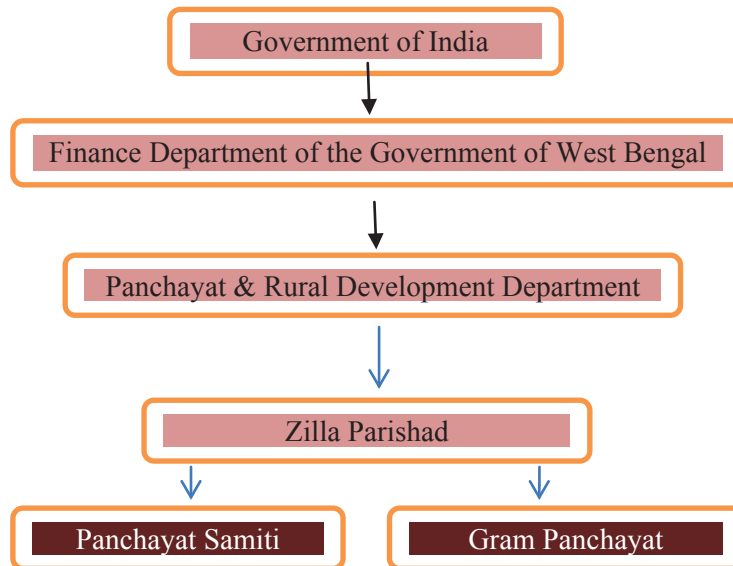 Government of India
Finance Department of the Government of West Bengal
Panchayat & Rural Development Department
Zilla Parishad
Panchayat Samiti
Gram Panchayat